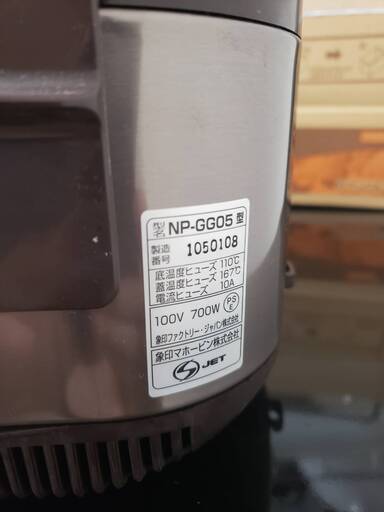 型名 NP-GG05 型
製造番号 1050108
底温度ヒューズ 110℃
蓋温度ヒューズ 167℃
電流ヒューズ 10A
100V 700W PSE
象印ファクトリー・ジャパン株式会社
象印マホービン株式会社
S JET